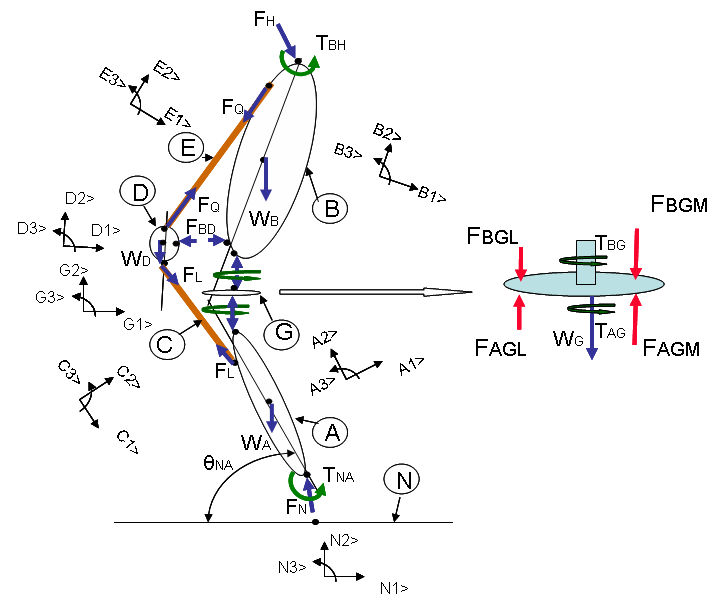 FH
TBH
E3>
E2>
E1>
FQ
E
B2>
B3>
B1>
D
FQ
B
WB
D2>
D3>
D1>
FBD
WD
FBGM
FBGL
TBG
G2>
FL
G3>
G1>
G
C
WG
TAG
FAGL
FAGM
A2>
A1>
A3>
C3>
C2>
C1>
FL
WA
A
θNA
TNA
N
FN
N2>
N3>
N1>